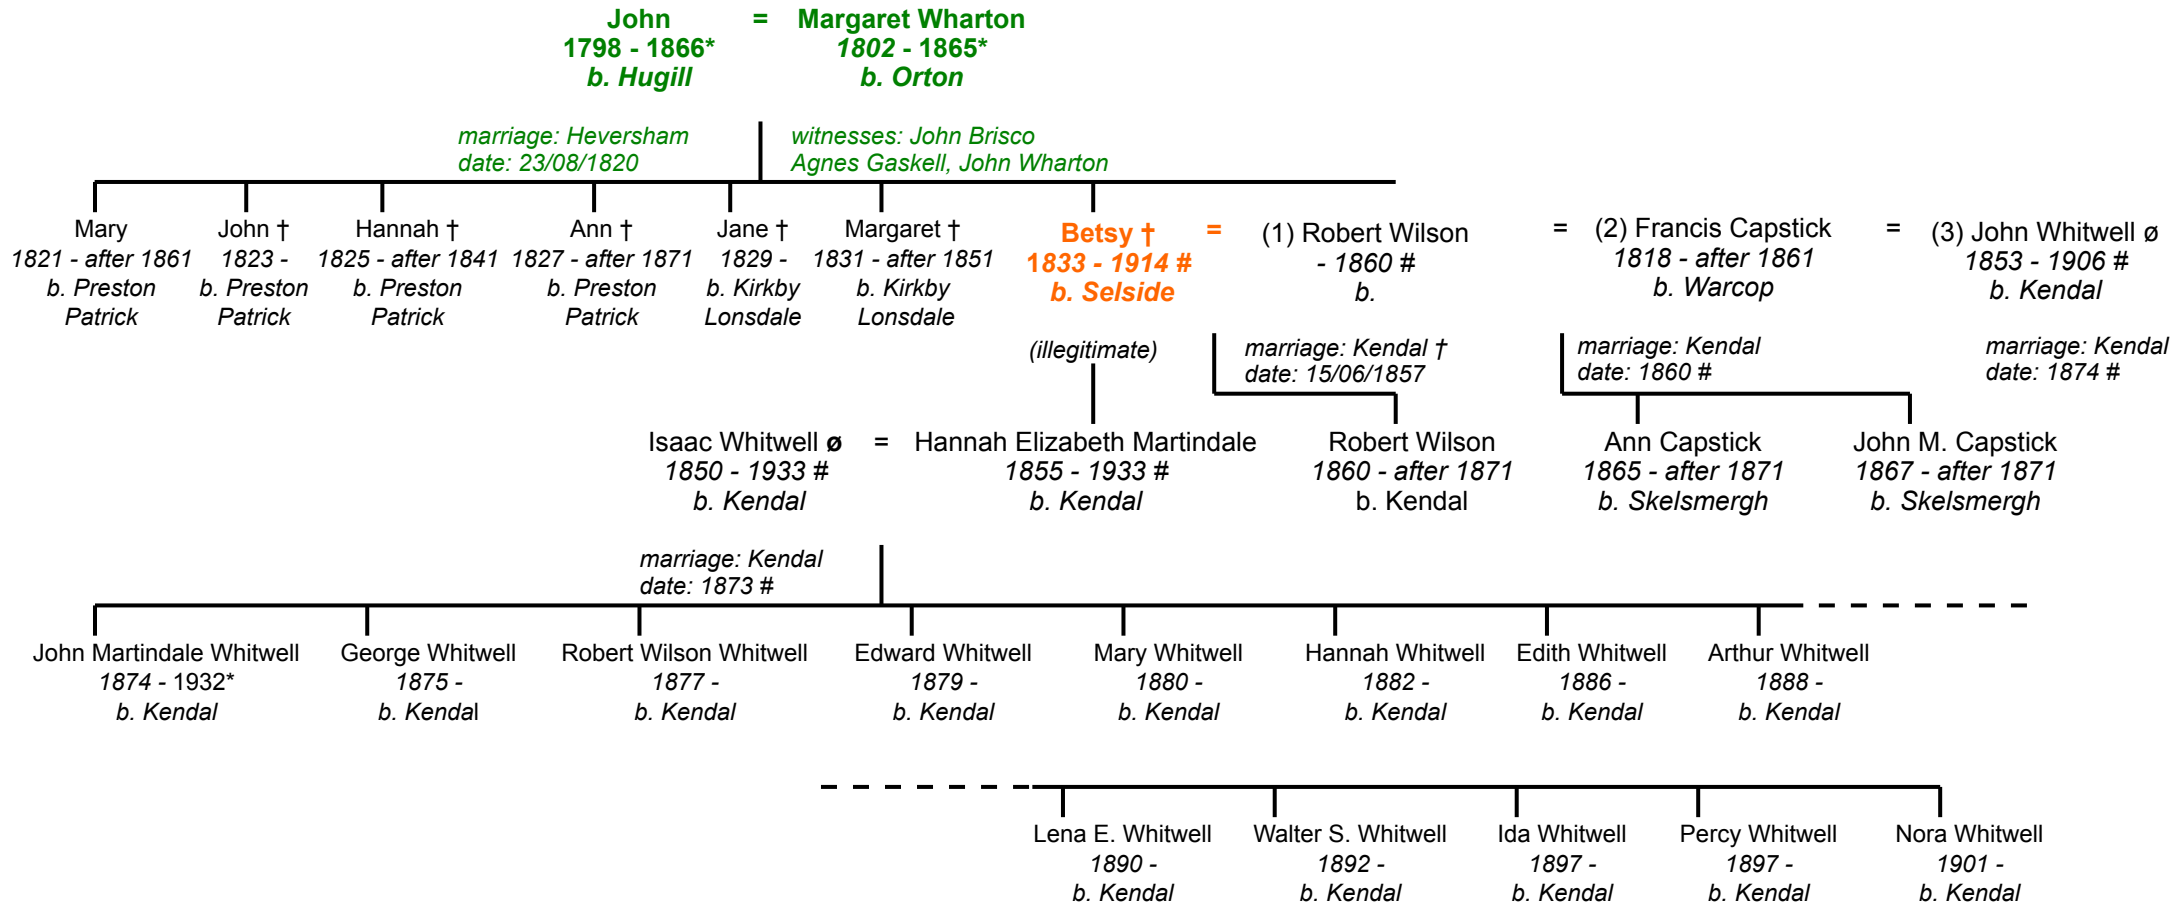 John = Margaret Wharton
1798 - 1866* 1802 - 1865*
b. Hugill b. Orton
marriage: Heversham witnesses: John Brisco
date: 23/08/1820 Agnes Gaskell, John Wharton
Mary John † Hannah † Ann † Jane † Margaret † Betsy † = (1) Robert Wilson = (2) Francis Capstick = (3) John Whitwell ø
1821 - after 1861 1823 - 1825 - after 1841 1827 - after 1871 1829 - 1831 - after 1851 1833 - 1914 # - 1860 # 1818 - after 1861 1853 - 1906 #
b. Preston b. Preston b. Preston b. Preston b. Kirkby b. Kirkby b. Selside b. b. Warcop b. Kendal
Patrick Patrick Patrick Patrick Lonsdale Lonsdale
(illegitimate) marriage: Kendal † marriage: Kendal marriage: Kendal
date: 15/06/1857 date: 1860 # date: 1874 #
Isaac Whitwell ø = Hannah Elizabeth Martindale Robert Wilson Ann Capstick John M. Capstick
1850 - 1933 # 1855 - 1933 # 1860 - after 1871 1865 - after 1871 1867 - after 1871
b. Kendal b. Kendal b. Kendal b. Skelsmergh b. Skelsmergh
marriage: Kendal
date: 1873 #
John Martindale Whitwell George Whitwell Robert Wilson Whitwell Edward Whitwell Mary Whitwell Hannah Whitwell Edith Whitwell Arthur Whitwell
1874 - 1932* 1875 - 1877 - 1879 - 1880 - 1882 - 1886 - 1888 -
b. Kendal b. Kendal b. Kendal b. Kendal b. Kendal b. Kendal b. Kendal b. Kendal
Lena E. Whitwell Walter S. Whitwell Ida Whitwell Percy Whitwell Nora Whitwell
1890 - 1892 - 1897 - 1897 - 1901 -
b. Kendal b. Kendal b. Kendal b. Kendal b. Kendal